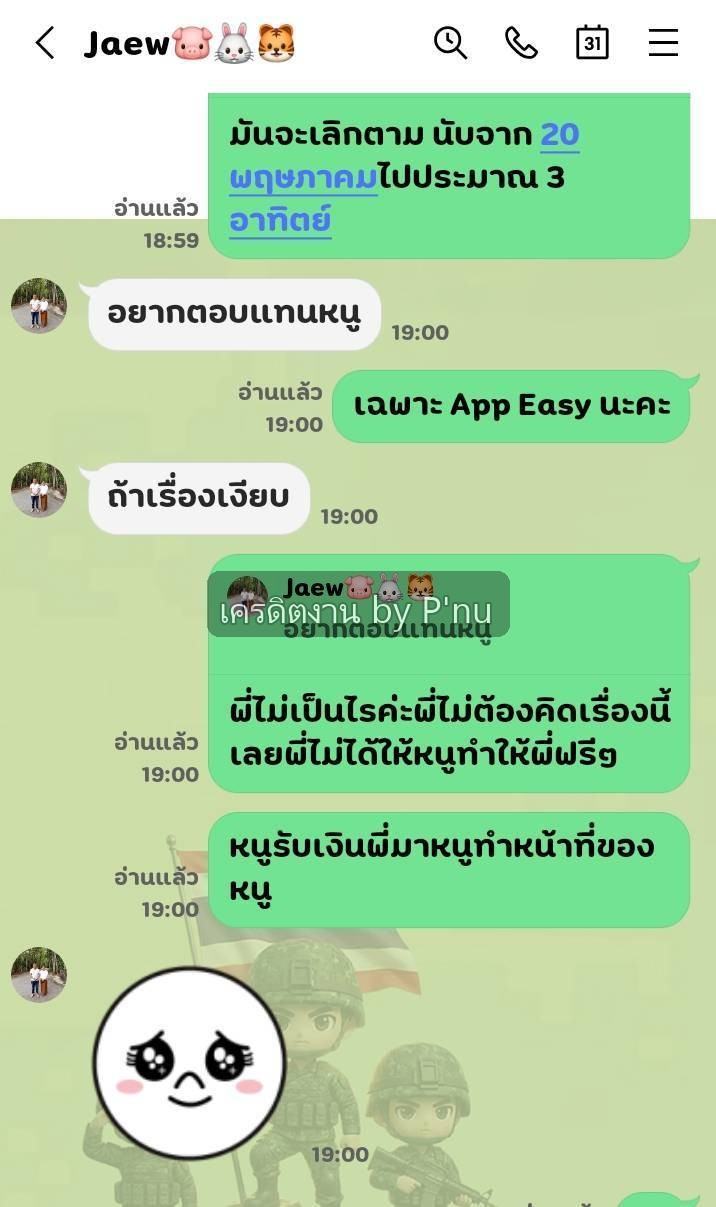 Jaew🐷🐰🐯
31
มันจะเลิกตาม นับจาก 20
พฤษภาคมไปประมาณ 3
อาทิตย์
อ่านแล้ว
18:59
อยากตอบแทนหนู
19:00
อ่านแล้ว
19:00
เฉพาะ App Easy นะคะ
ถ้าเรื่องเงียบ
19:00
Jaew🐷🐰🐯
เครดิตงาน by P'nu
อยากตอบแทนหนู
พี่ไม่เป็นไรค่ะพี่ไม่ต้องคิดเรื่องนี้
เลยพี่ไม่ได้ให้หนูทำให้พี่ฟรีๆ
อ่านแล้ว
19:00
หนูรับเงินพี่มาหนูทำหน้าที่ของ
หนู
อ่านแล้ว
19:00
19:00